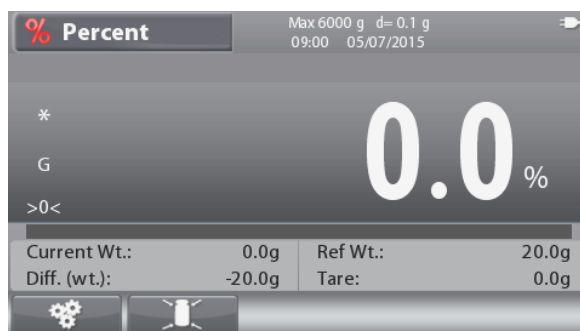 % Percent
Max 6000 g d= 0.1 g
09:00 05/07/2015
*
G
>0<
0.0 %
Current Wt.: 0.0g Ref Wt.: 20.0g
Diff. (wt.): -20.0g Tare: 0.0g